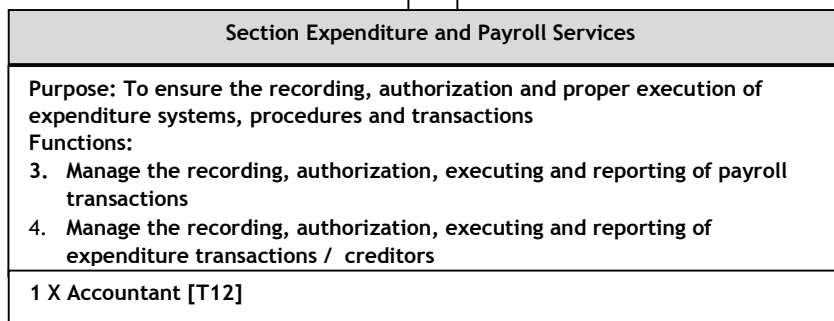 Section Expenditure and Payroll Services
Purpose: To ensure the recording, authorization and proper execution of
expenditure systems, procedures and transactions
Functions:
3. Manage the recording, authorization, executing and reporting of payroll
transactions
4. Manage the recording, authorization, executing and reporting of
expenditure transactions / creditors
1 X Accountant [T12]